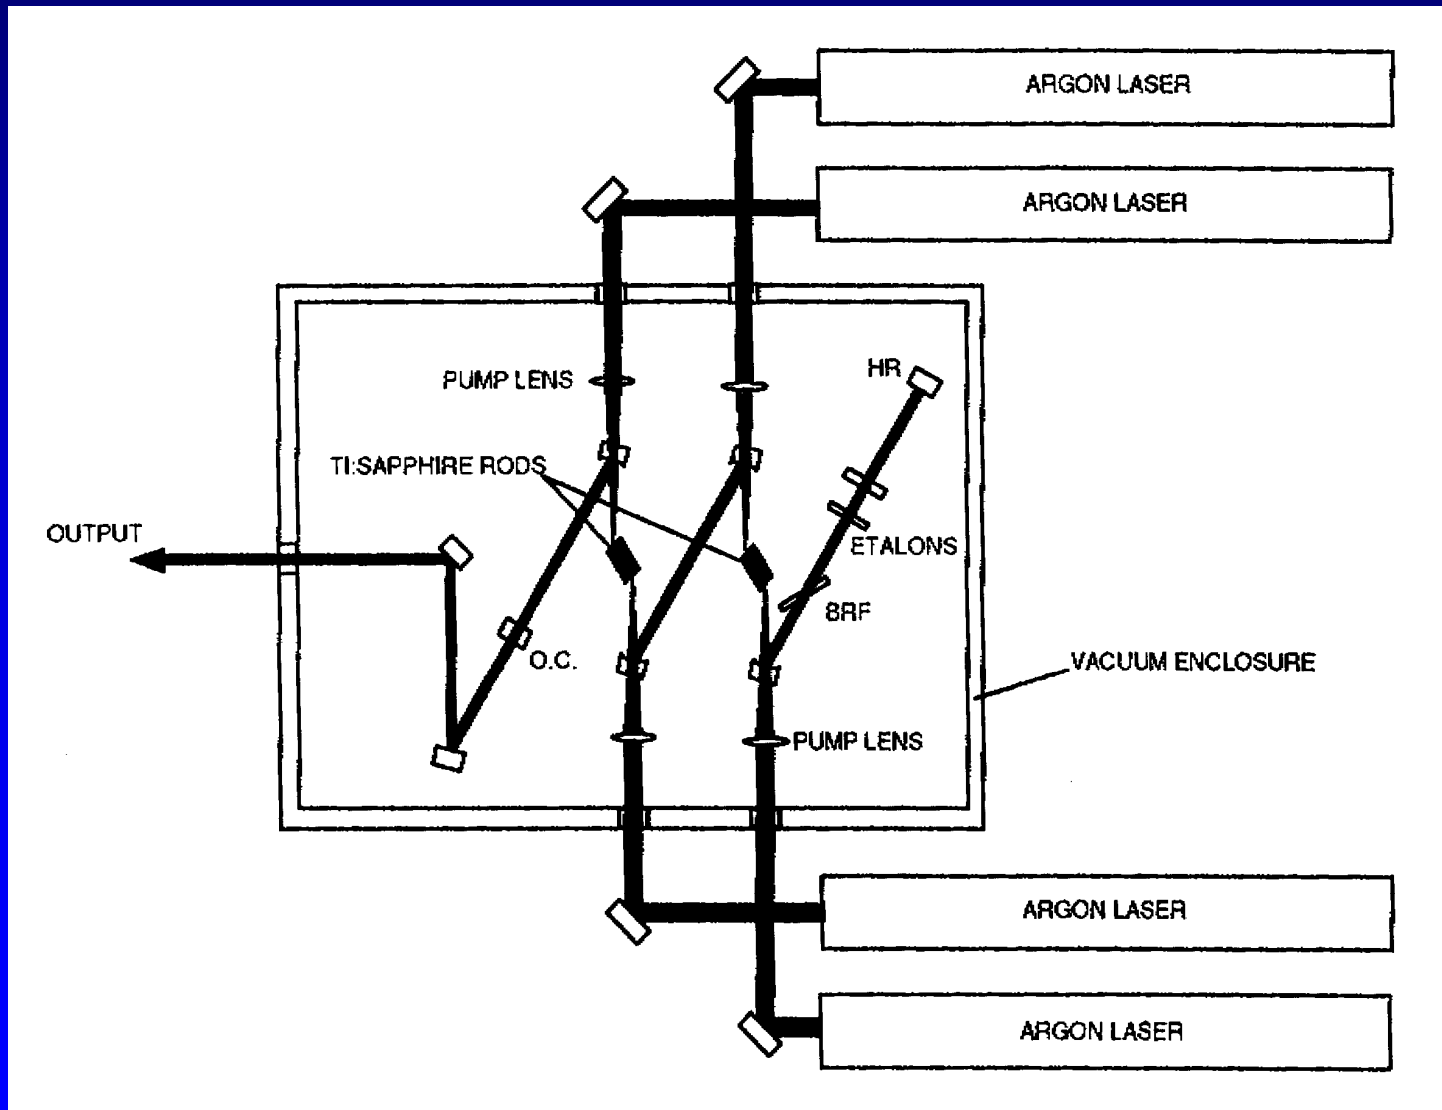 ARGON LASER
ARGON LASER
HR
PUMP LENS
TI:SAPPHIRE RODS
OUTPUT
ETALONS
BRF
O.C.
VACUUM ENCLOSURE
PUMP LENS
ARGON LASER
ARGON LASER